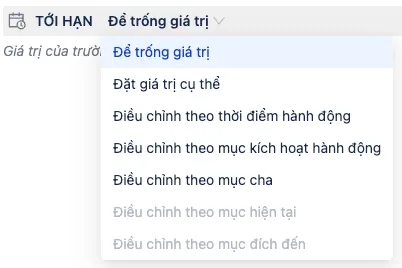 TỚI HẠN Để trống giá trị
Giá trị của trườ
Để trống giá trị
Đặt giá trị cụ thể
Điều chỉnh theo thời điểm hành động
Điều chỉnh theo mục kích hoạt hành động
Điều chỉnh theo mục cha
Điều chỉnh theo mục hiện tại
Điều chỉnh theo mục đích đến